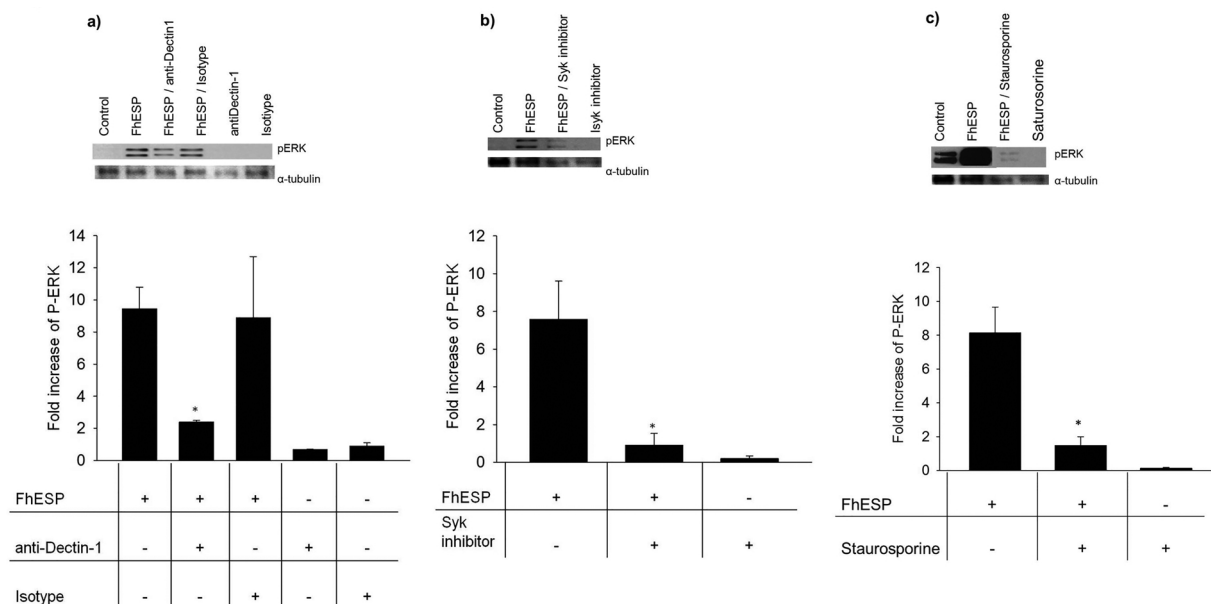 a)
Control
FhESP
FhESP / anti-Dectin1
FhESP / Isotype
antiDectin-1
Isotiype
pERK
α-tubulin
Fold increase of P-ERK
14
12
10
8
6
4
2
0
*
FhESP + + + - -
anti-Dectin-1 - + - + -
Isotype - - + - +
b)
Control
FhESP
FhESP / Syk inhibitor
Isyk inhibitor
pERK
α-tubulin
Fold increase of P-ERK
12
10
8
6
4
2
0
*
FhESP + + -
Syk
inhibitor - + +
c)
Control
FhESP
FhESP / Staurosporine
Saturosorine
pERK
α-tubulin
Fold increase of P-ERK
12
10
8
6
4
2
0
*
FhESP + + -
Staurosporine - + +